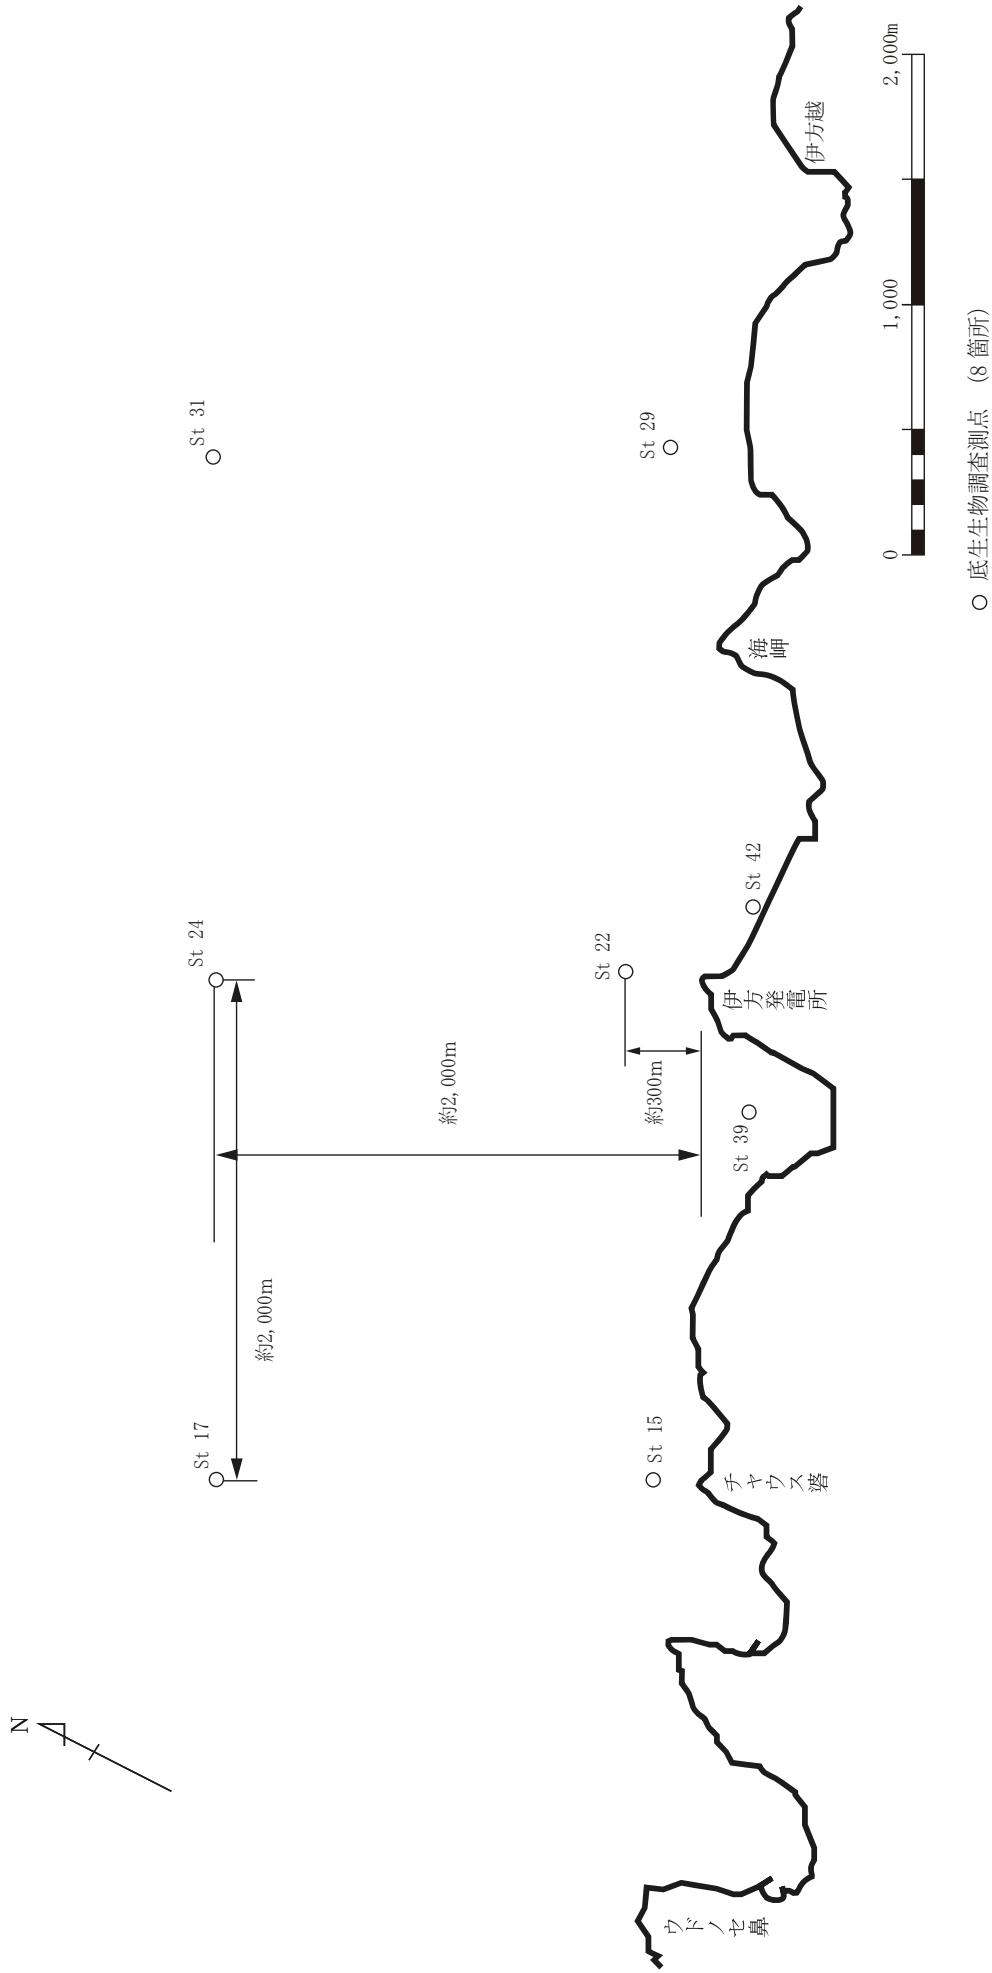 N
St 17
St 24
St 31
約2,000m
約2,000m
St 22
St 29
約300m
St 15
St 39
St 42
ウドノセ鼻
チャウス碆
伊方発電所
海岬
伊方越
0
1,000
2,000m
○ 底生生物調査測点 (8 箇所)